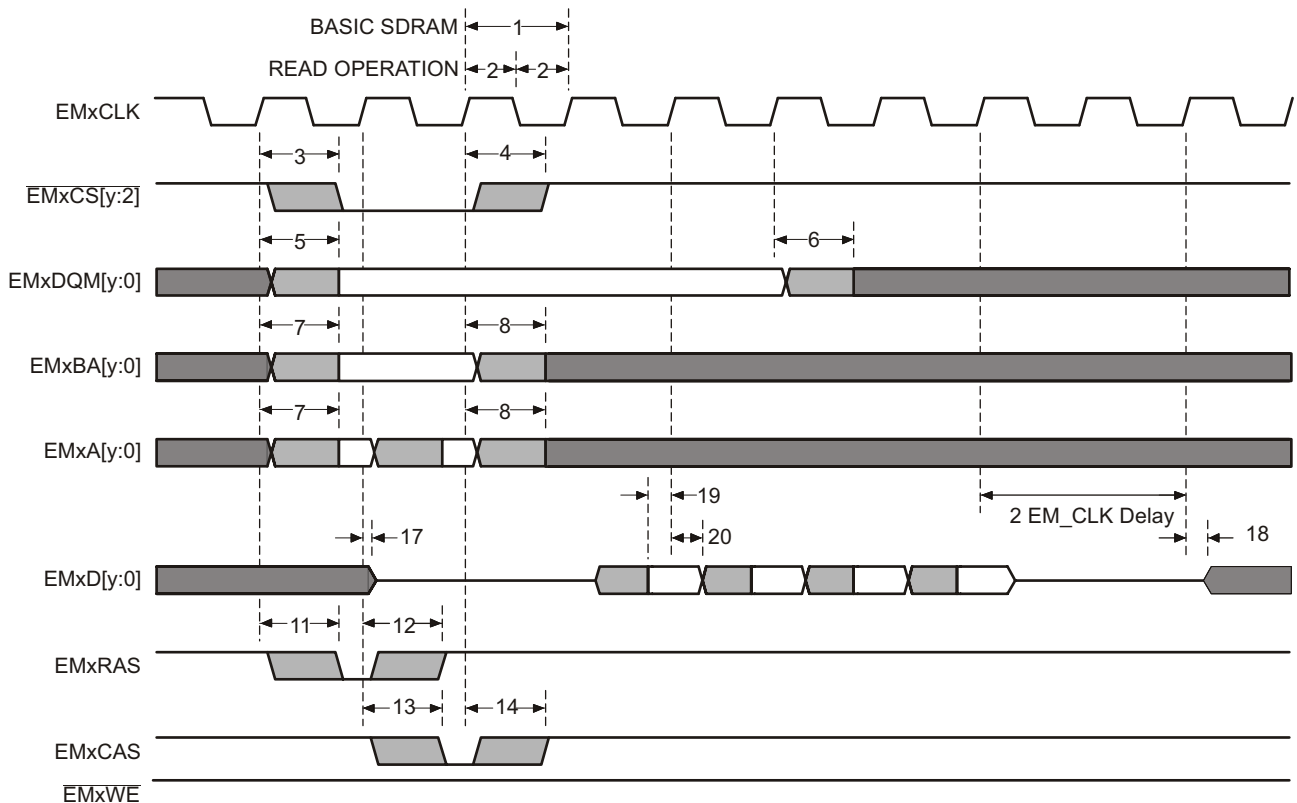 BASIC SDRAM 1
READ OPERATION 2 2
EMxCLK
3 4
EMxCS[y:2]
5 6
EMxDQM[y:0]
7 8
EMxBA[y:0]
7 8
EMxA[y:0]
19
2 EM_CLK Delay
17 20 18
EMxD[y:0]
11 12
EMxRAS
13 14
EMxCAS
EMxWE